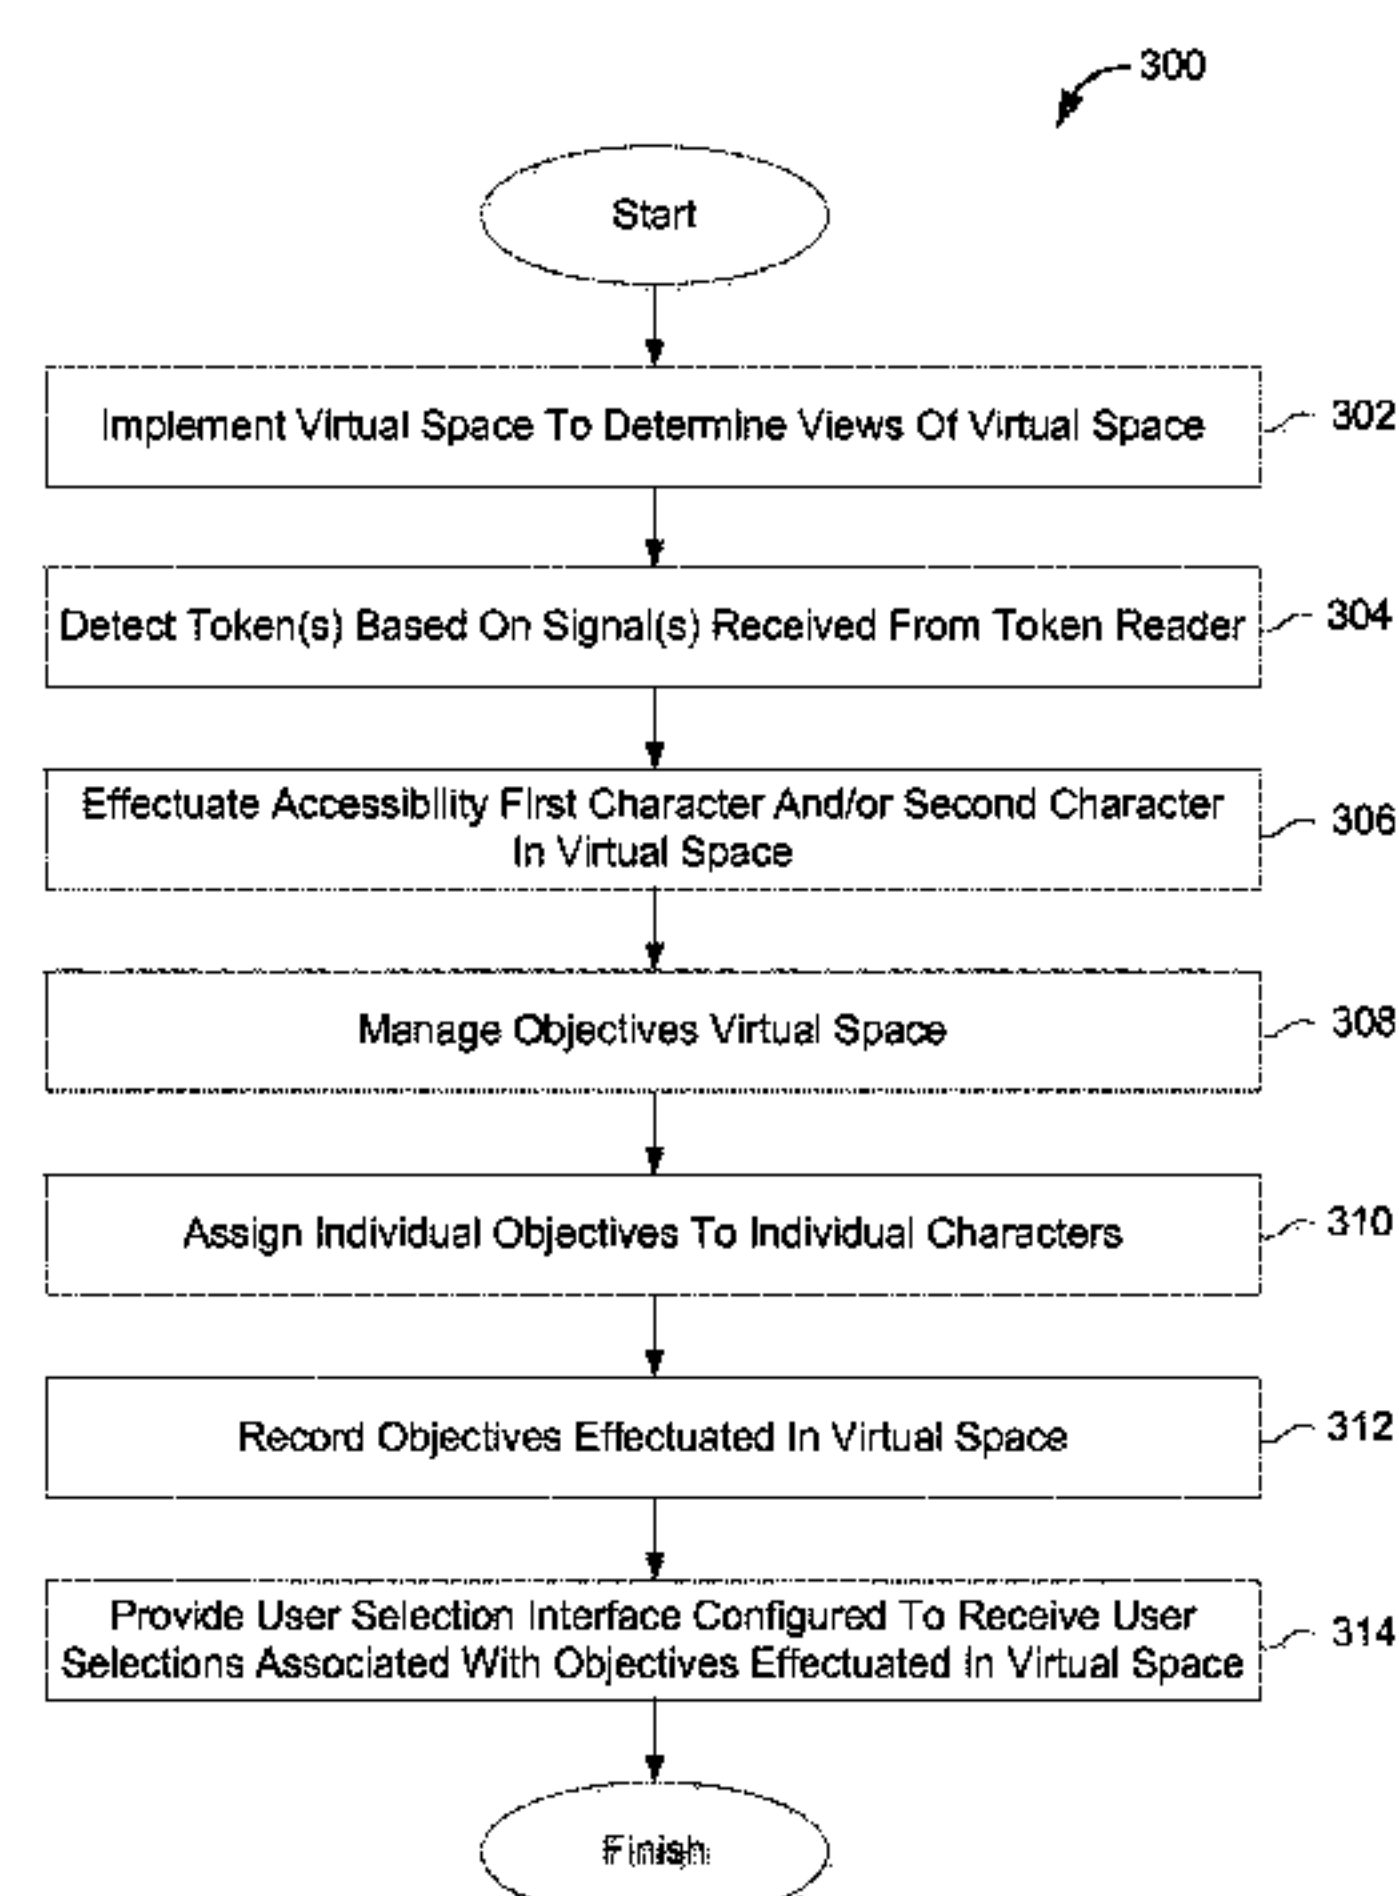 300
Start
Implement Virtual Space To Determine Views Of Virtual Space
302
Detect Token(s) Based On Signal(s) Received From Token Reader
304
Effectuate Accessibility First Character And/or Second Character
In Virtual Space
306
Manage Objectives Virtual Space
308
Assign Individual Objectives To Individual Characters
310
Record Objectives Effectuated In Virtual Space
312
Provide User Selection Interface Configured To Receive User
Selections Associated With Objectives Effectuated In Virtual Space
314
Finish